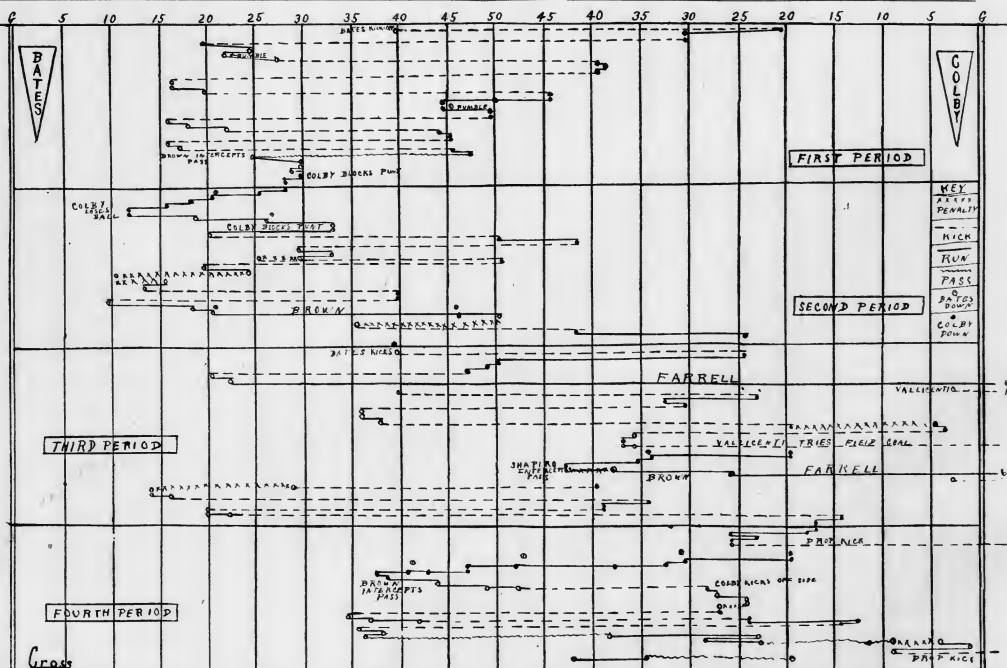 G 5 10 15 20 25 30 35 40 45 50 45 40 35 30 25 20 15 10 5 G
BATES KICKOFF
BATES
COLBY
FUMBLE
FUMBLE
BROWN INTERCEPTS
PASS
FIRST PERIOD
COLBY BLOCKS PUNT
KEY
XXXXX
PENALTY
KICK
RUN
PASS
BATES
DOWN
COLBY
DOWN
COLBY
LOSES
BALL
COLBY BLOCKS PUNT
BROWN
SECOND PERIOD
BATES KICKS
FARRELL
VALLICENTI
THIRD PERIOD
VALLICENTI TRIES FIELD GOAL
SHAPIRO
INTERCEPTS
PASS
BROWN
FARRELL
DROP KICK
BROWN
INTERCEPTS
PASS
COLBY KICKS OFF SIDE
FOURTH PERIOD
DROP KICK
Cross